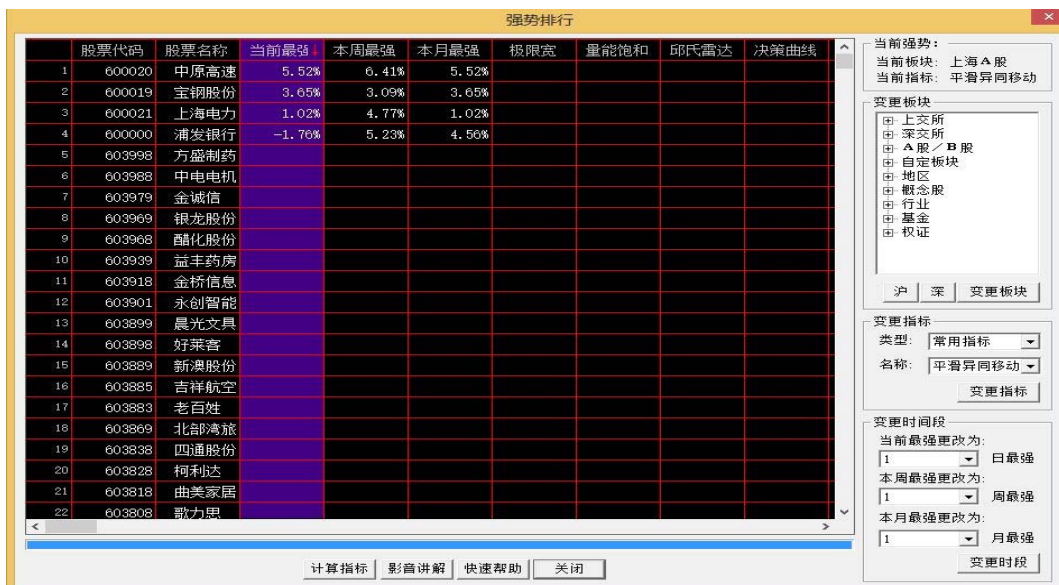 强势排行
股票代码 股票名称 当前最强↓ 本周最强 本月最强 极限宽 量能饱和 邱氏雷达 决策曲线
1 600020 中原高速 5.52% 6.41% 5.52%
2 600019 宝钢股份 3.65% 3.09% 3.65%
3 600021 上海电力 1.02% 4.77% 1.02%
4 600000 浦发银行 -1.76% 5.23% 4.56%
5 603998 方盛制药
6 603988 中电电机
7 603979 金诚信
8 603969 银龙股份
9 603968 醋化股份
10 603939 益丰药房
11 603918 金桥信息
12 603901 永创智能
13 603899 晨光文具
14 603898 好莱客
15 603889 新澳股份
16 603885 吉祥航空
17 603883 老百姓
18 603869 北部湾旅
19 603838 四通股份
20 603828 柯利达
21 603818 曲美家居
22 603808 歌力思
计算指标 影音讲解 快速帮助 关闭
当前强势:
当前板块: 上海A股
当前指标: 平滑异同移动
变更板块
上交所
深交所
A股/B股
自定板块
地区
概念股
行业
基金
权证
沪 深 变更板块
变更指标
类型: 常用指标
名称: 平滑异同移动
变更指标
变更时间段
当前最强更改为:
1 日最强
本周最强更改为:
1 周最强
本月最强更改为:
1 月最强
变更时段